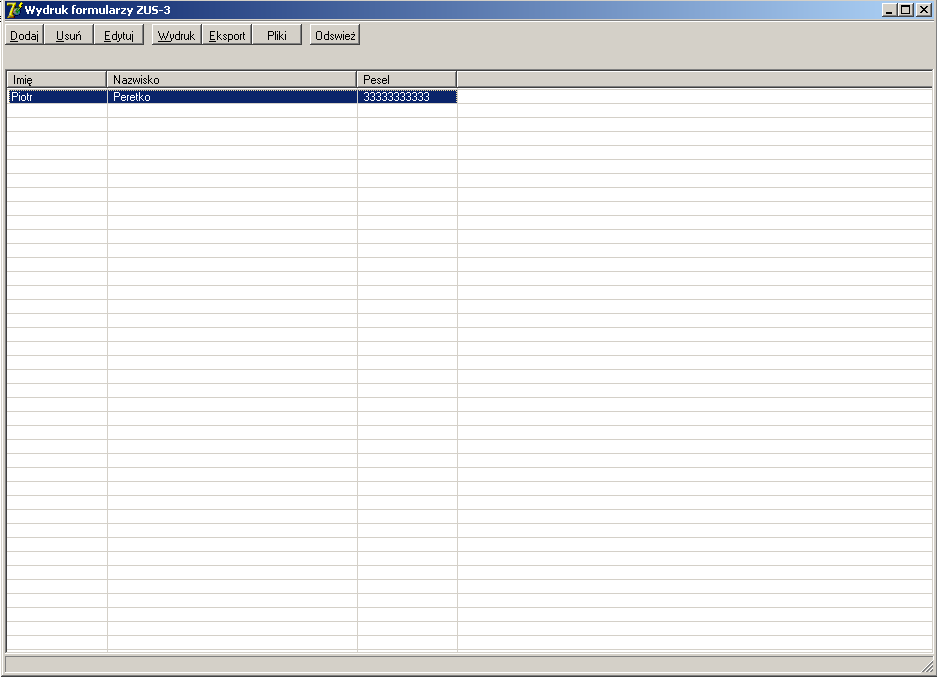 Wydruk formularzy ZUS-3
Dodaj Usuń Edytuj Wydruk Eksport Pliki Odswież
Imię Nazwisko Pesel
Piotr Peretko 33333333333